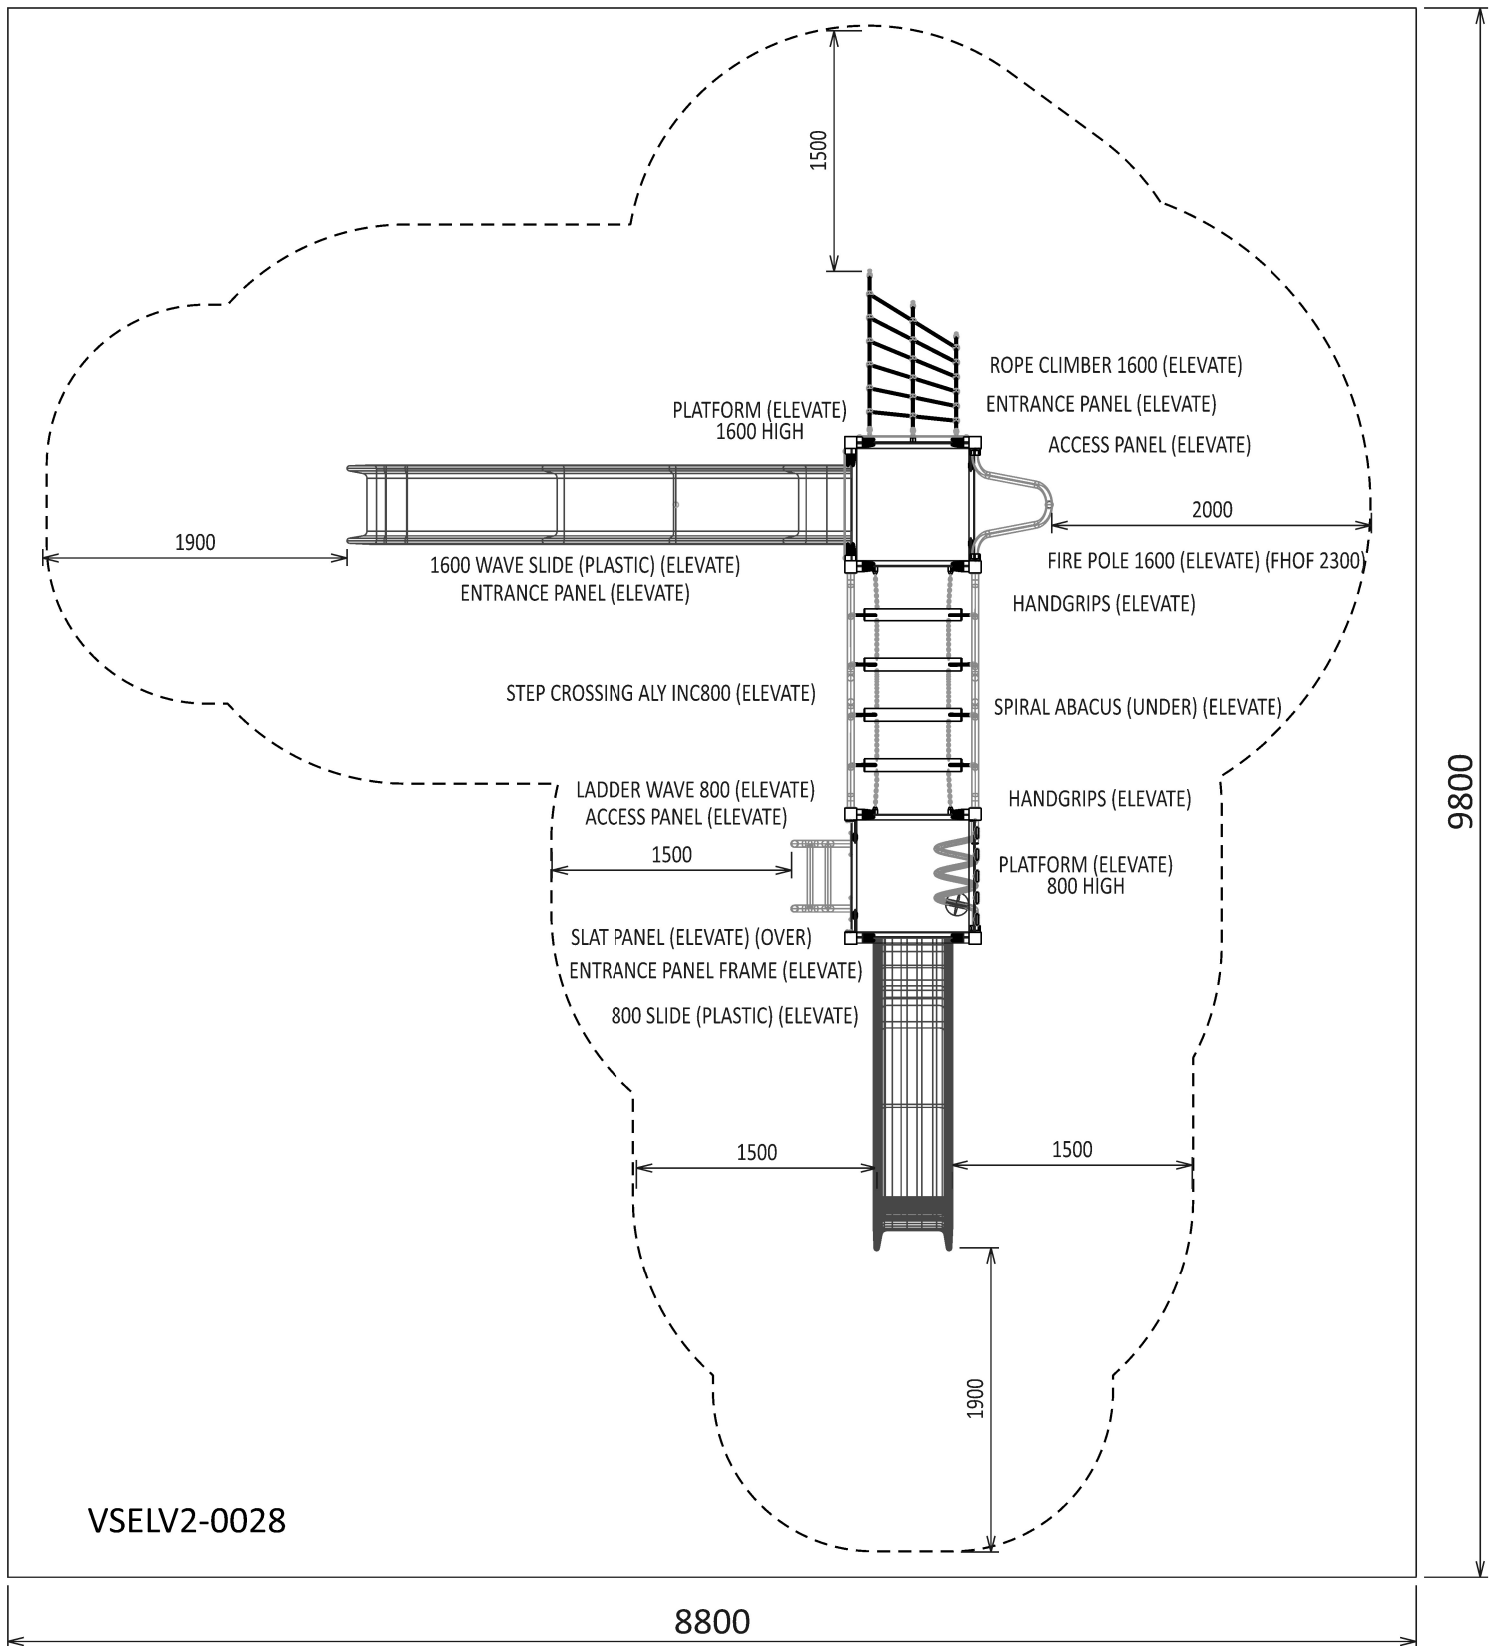 1500
ROPE CLIMBER 1600 (ELEVATE)
PLATFORM (ELEVATE)
1600 HIGH
ENTRANCE PANEL (ELEVATE)
ACCESS PANEL (ELEVATE)
2000
1900
1600 WAVE SLIDE (PLASTIC) (ELEVATE)
ENTRANCE PANEL (ELEVATE)
FIRE POLE 1600 (ELEVATE) (FHOF 2300)
HANDGRIPS (ELEVATE)
STEP CROSSING ALY INC800 (ELEVATE)
SPIRAL ABACUS (UNDER) (ELEVATE)
LADDER WAVE 800 (ELEVATE)
ACCESS PANEL (ELEVATE)
HANDGRIPS (ELEVATE)
9800
1500
PLATFORM (ELEVATE)
800 HIGH
SLAT PANEL (ELEVATE) (OVER)
ENTRANCE PANEL FRAME (ELEVATE)
800 SLIDE (PLASTIC) (ELEVATE)
1500
1500
1900
VSELV2-0028
8800